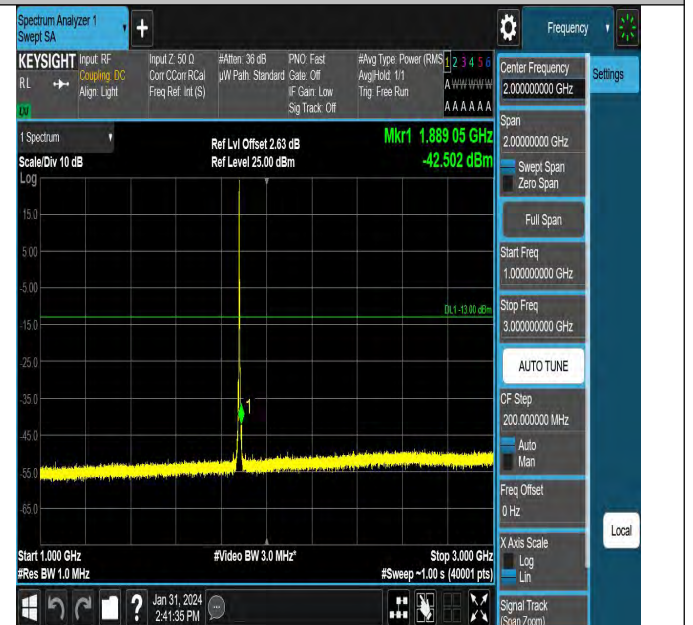 Spectrum Analyzer 1
Swept SA
Frequency
KEYSIGHT
RL
Input: RF
Coupling: DC
Align: Light
Input Z: 50 Ω
Corr CCorr RCal
Freq Ref: Int (S)
#Atten: 36 dB
µW Path: Standard
PNO: Fast
Gate: Off
IF Gain: Low
Sig Track: Off
#Avg Type: Power (RMS
Avg|Hold: 1/1
Trig: Free Run
1 2 3 4 5 6
A W W W W W
A A A A A A
1 Spectrum
Scale/Div 10 dB
Log
Ref Lvl Offset 2.63 dB
Ref Level 25.00 dBm
Mkr1 1.889 05 GHz
-42.502 dBm
15.0
5.00
-5.00
-15.0
-25.0
-35.0
-45.0
-55.0
-65.0
DL1 -13.00 dBm
1
Start 1.000 GHz
#Res BW 1.0 MHz
#Video BW 3.0 MHz*
Stop 3.000 GHz
#Sweep ~1.00 s (40001 pts)
Center Frequency
2.000000000 GHz
Settings
Span
2.00000000 GHz
Swept Span
Zero Span
Full Span
Start Freq
1.000000000 GHz
Stop Freq
3.000000000 GHz
AUTO TUNE
CF Step
200.000000 MHz
Auto
Man
Freq Offset
0 Hz
X Axis Scale
Log
Lin
Local
Signal Track
(Span Zoom)
?
Jan 31, 2024
2:41:35 PM